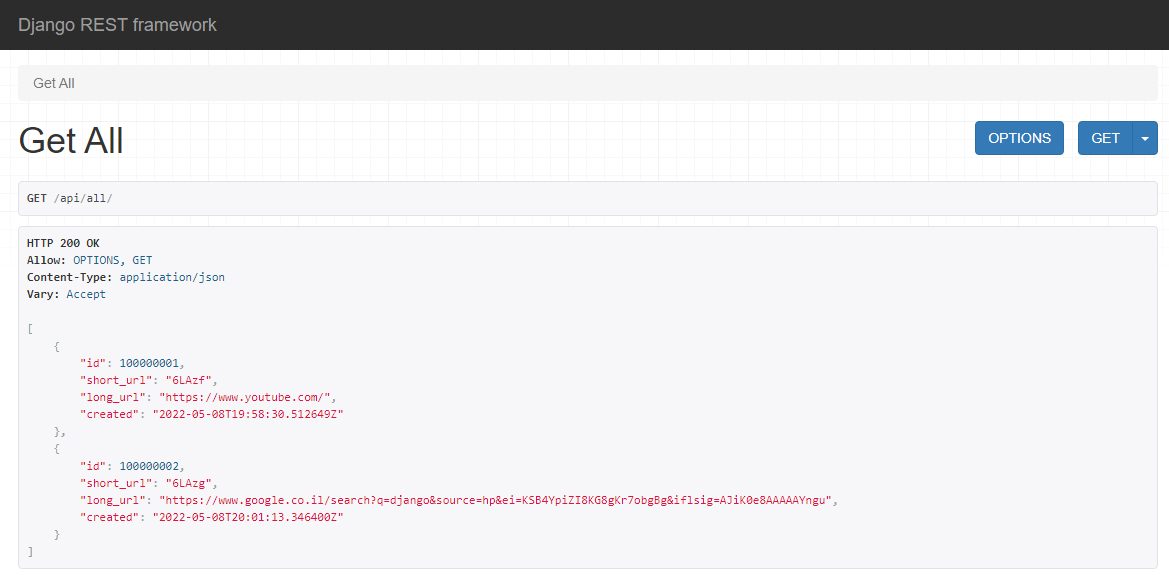 Django REST framework
Get All
Get All
OPTIONS
GET
GET /api/all/
HTTP 200 OK
Allow: OPTIONS, GET
Content-Type: application/json
Vary: Accept
[
    {
        "id": 100000001,
        "short_url": "6LAzf",
        "long_url": "https://www.youtube.com/",
        "created": "2022-05-08T19:58:30.512649Z"
    },
    {
        "id": 100000002,
        "short_url": "6LAzg",
        "long_url": "https://www.google.co.il/search?q=django&source=hp&ei=KSB4YpiZI8KG8gKr7obgBg&iflsig=AJiK0e8AAAAAYngu",
        "created": "2022-05-08T20:01:13.346400Z"
    }
]